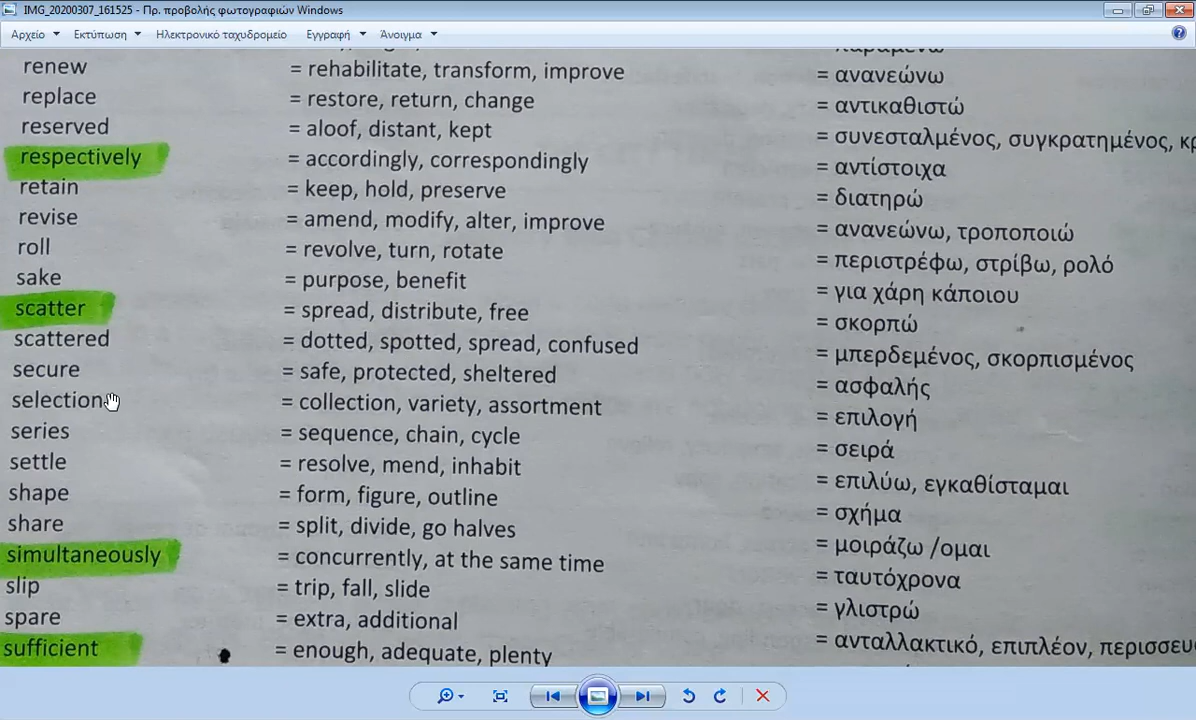 IMG_20200307_161525 - Πρ. προβολής φωτογραφιών Windows
Αρχείο Εκτύπωση Ηλεκτρονικό ταχυδρομείο Εγγραφή Άνοιγμα
renew = rehabilitate, transform, improve = ανανεώνω
replace = restore, return, change = αντικαθιστώ
reserved = aloof, distant, kept = συνεσταλμένος, συγκρατημένος,
respectively = accordingly, correspondingly = αντίστοιχα
retain = keep, hold, preserve = διατηρώ
revise = amend, modify, alter, improve = ανανεώνω, τροποποιώ
roll = revolve, turn, rotate = περιστρέφω, στρίβω, ρολό
sake = purpose, benefit = για χάρη κάποιου
scatter = spread, distribute, free = σκορπώ
scattered = dotted, spotted, spread, confused = μπερδεμένος, σκορπισμένος
secure = safe, protected, sheltered = ασφαλής
selection = collection, variety, assortment = επιλογή
series = sequence, chain, cycle = σειρά
settle = resolve, mend, inhabit = επιλύω, εγκαθίσταμαι
shape = form, figure, outline = σχήμα
share = split, divide, go halves = μοιράζω /ομαι
simultaneously = concurrently, at the same time = ταυτόχρονα
slip = trip, fall, slide = γλιστρώ
spare = extra, additional = ανταλλακτικό, επιπλέον,
sufficient = enough, adequate, plenty